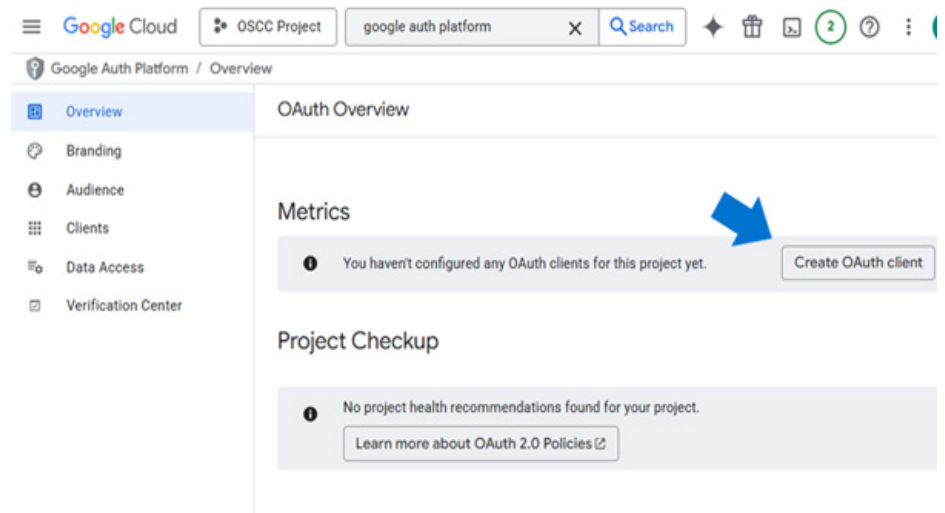 Google Cloud OSCC Project google auth platform Search 2
Google Auth Platform / Overview
Overview
Branding
Audience
Clients
Data Access
Verification Center
OAuth Overview
Metrics
You haven't configured any OAuth clients for this project yet. Create OAuth client
Project Checkup
No project health recommendations found for your project.
Learn more about OAuth 2.0 Policies